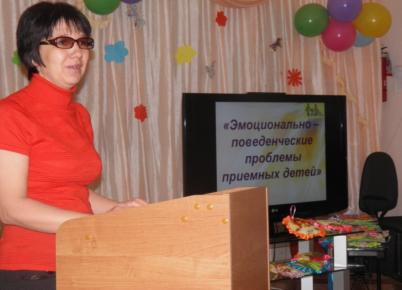 «Эмоционально –
поведенческие
проблемы
приемных детей»